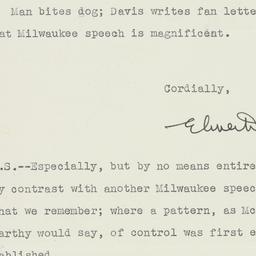 Man bites dog; Davis writes fan lette
at Milwaukee speech is magnificent.
Cordially,
Elmer D
.S.--Especially, but by no means entire
y contrast with another Milwaukee speec
hat we remember; where a pattern, as Mc
arthy would say, of control was first e
ablished.